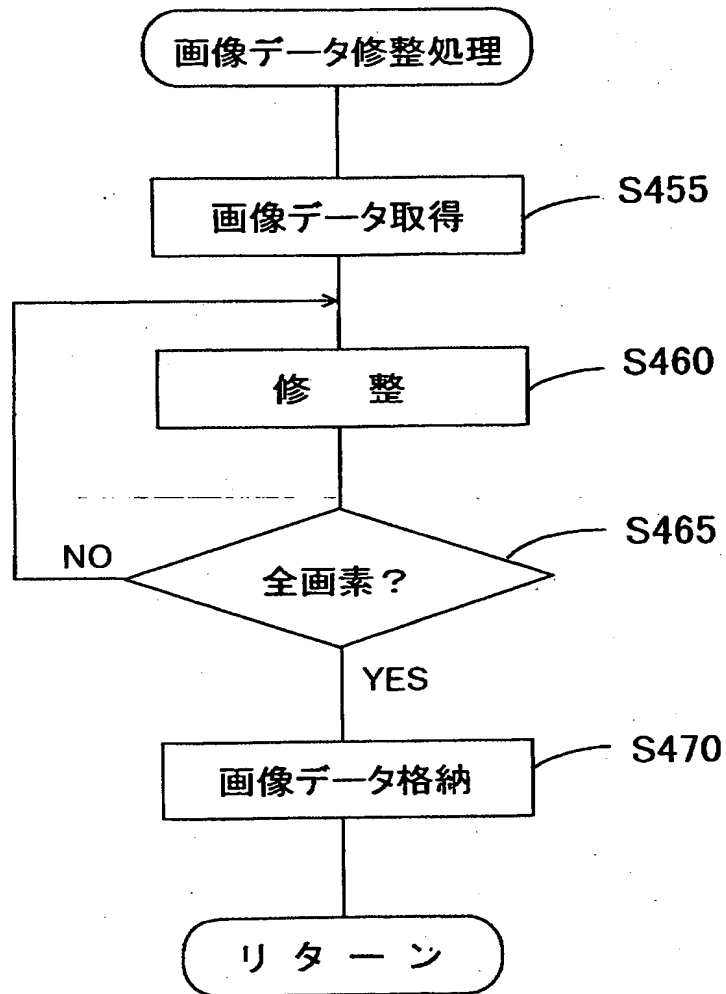 画像データ修整処理
画像データ取得
S455
修 整
S460
全画素？
S465
NO
YES
画像データ格納
S470
リターン